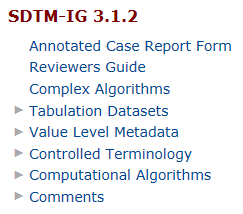 SDTM-IG 3.1.2
Annotated Case Report Form
Reviewers Guide
Complex Algorithms
Tabulation Datasets
Value Level Metadata
Controlled Terminology
Computational Algorithms
Comments